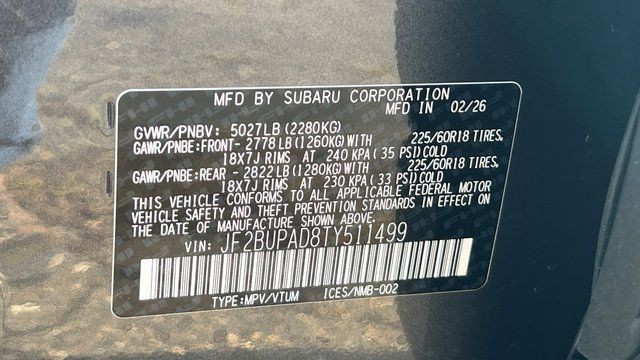 MFD BY SUBARU CORPORATION
MFD IN 02/26
GVWR/PNBV: 5027LB (2280KG)
GAWR/PNBE:FRONT- 2778LB (1260KG)WITH 225/60R18 TIRES.
18X7J RIMS AT 240 KPA (35 PSI)COLD
GAWR/PNBE:REAR - 2822LB (1280KG)WITH 225/60R18 TIRES.
18X7J RIMS AT 230 KPA (33 PSI)COLD
THIS VEHICLE CONFORMS TO ALL APPLICABLE FEDERAL MOTOR
VEHICLE SAFETY AND THEFT PREVENTION STANDARDS IN EFFECT ON
THE DATE OF MANUFACTURE SHOWN ABOVE.
VIN: JF2BUPAD8TY511499
TYPE:MPV/VTUM ICES/NMB-002